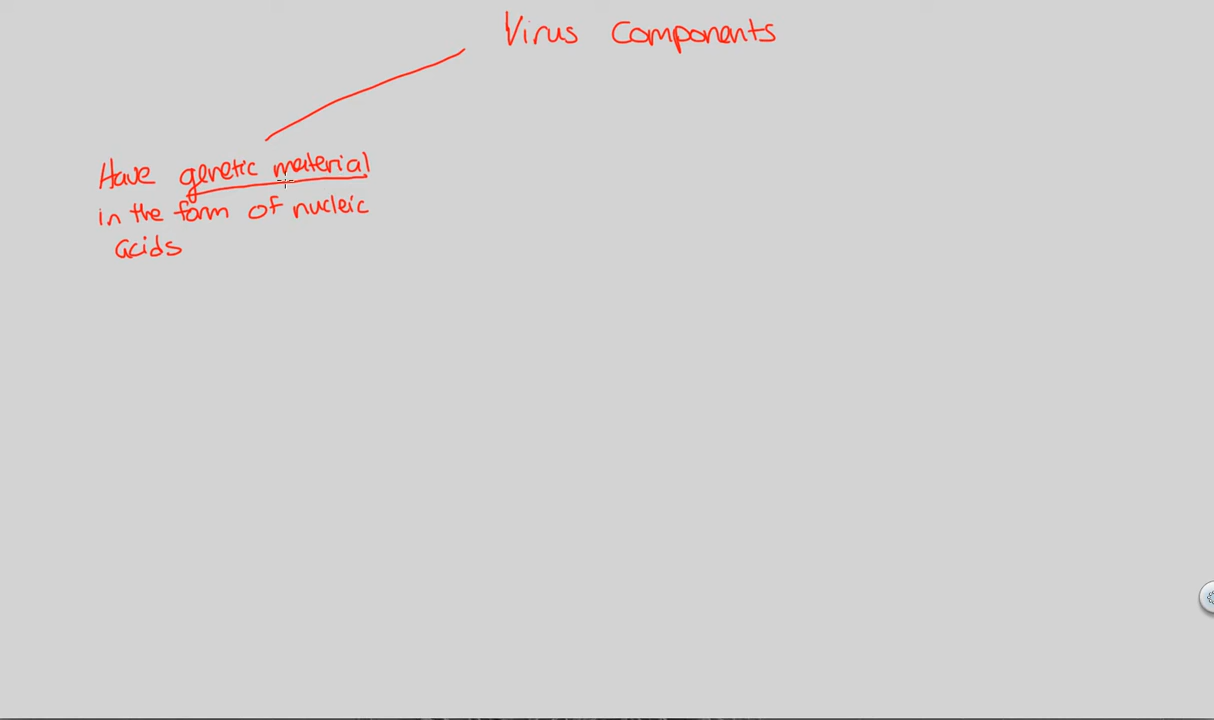 Virus Components
Have genetic material
in the form of nucleic
acids